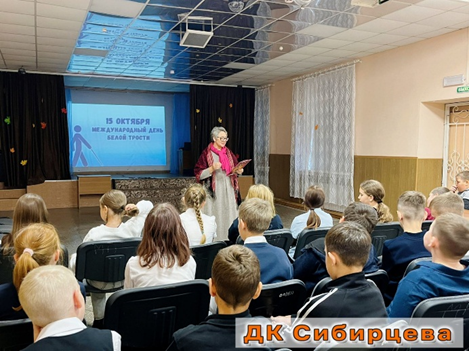 15 ОКТЯБРЯ
МЕЖДУНАРОДНЫЙ ДЕНЬ
БЕЛОЙ ТРОСТИ
ДК Сибирцева